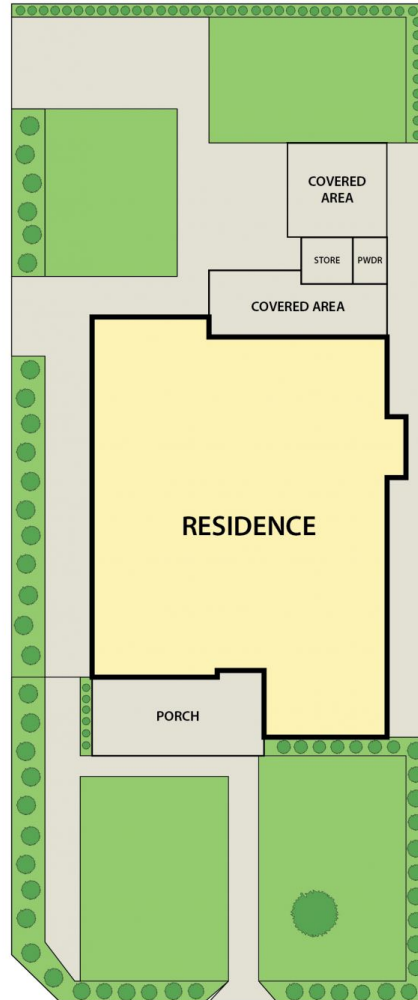 COVERED
AREA
STORE
PWDR
COVERED AREA
RESIDENCE
PORCH